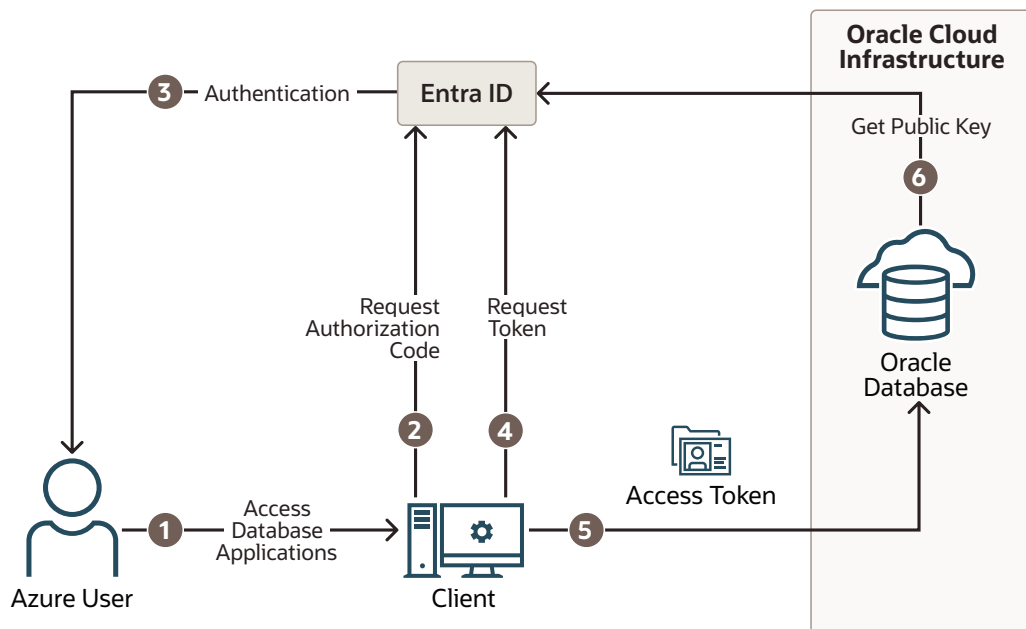 Oracle Cloud
Infrastructure
3
Authentication
Entra ID
Get Public Key
6
Request
Authorization
Code
Request
Token
Oracle
Database
2
4
Access Token
1
Access
Database
Applications
5
Azure User
Client